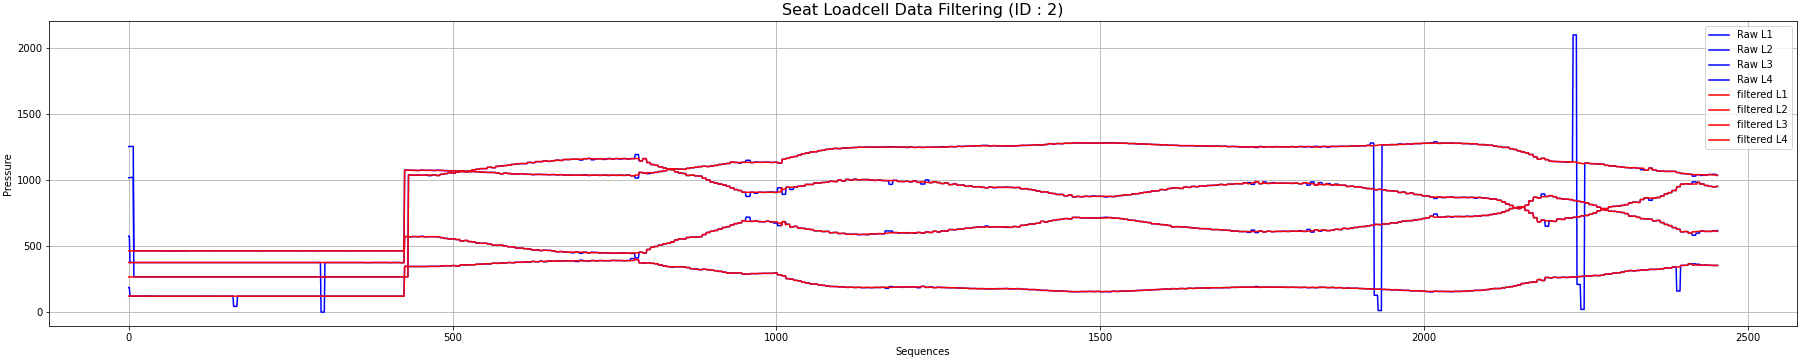 Seat Loadcell Data Filtering (ID : 2)
Pressure
2000
1500
1000
500
0
0
500
1000
1500
2000
2500
Sequences
Raw L1
Raw L2
Raw L3
Raw L4
filtered L1
filtered L2
filtered L3
filtered L4